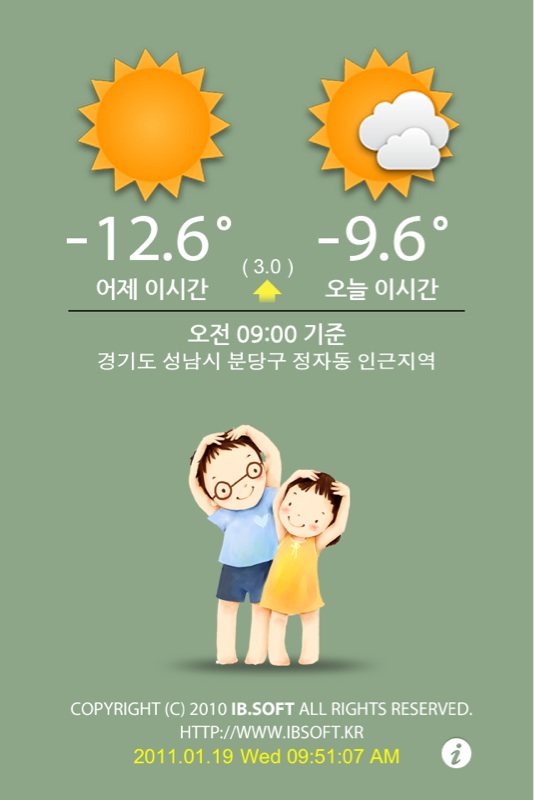 -12.6°
-9.6°
( 3.0 )
어제 이시간
오늘 이시간
오전 09:00 기준
경기도 성남시 분당구 정자동 인근지역
COPYRIGHT (C) 2010 IB.SOFT ALL RIGHTS RESERVED.
HTTP://WWW.IBSOFT.KR
2011.01.19 Wed 09:51:07 AM
i